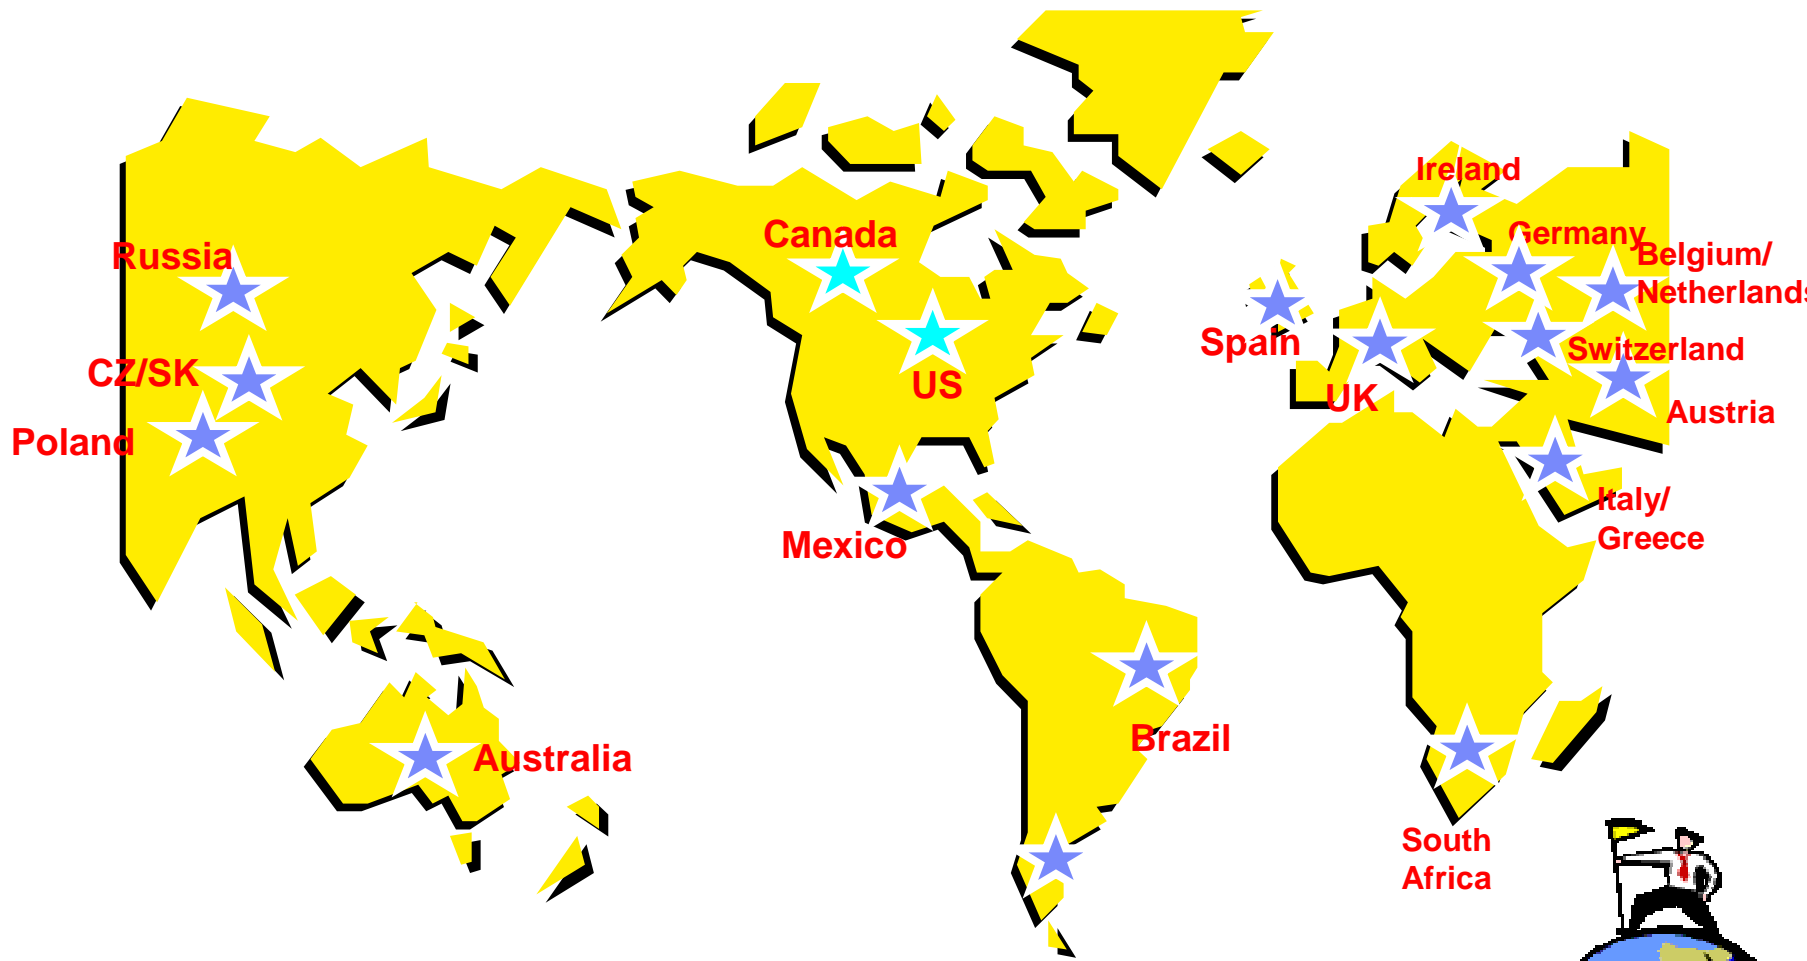 Ireland
Canada
Germany
Russia
Belgium/
Netherlands
Spain
Switzerland
CZ/SK
US
UK
Austria
Poland
Italy/
Greece
Mexico
Brazil
Australia
South
Africa